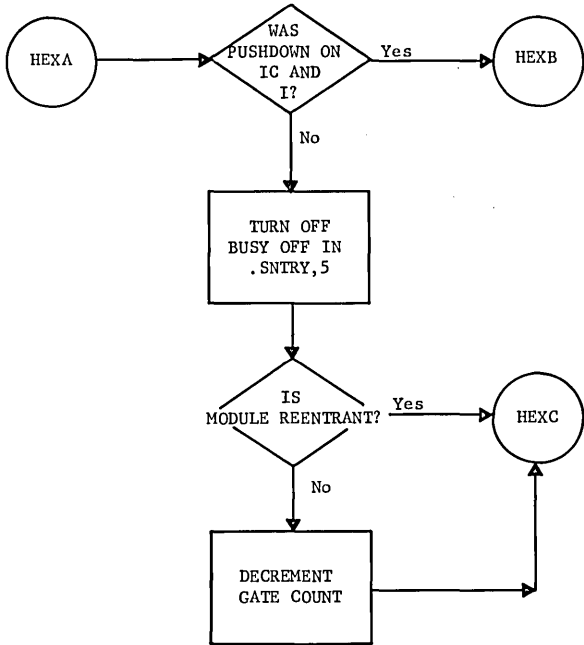 HEXA
WAS
PUSHDOWN ON
IC AND
I?
Yes
HEXB
No
TURN OFF
BUSY OFF IN
.SNTRY,5
IS
MODULE REENTRANT?
Yes
HEXC
No
DECREMENT
GATE COUNT